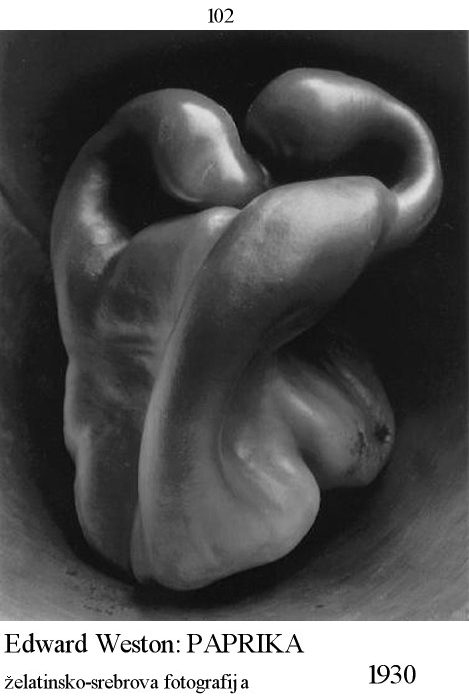 102
Edward Weston: PAPRIKA
želatinsko-srebrova fotografija
1930